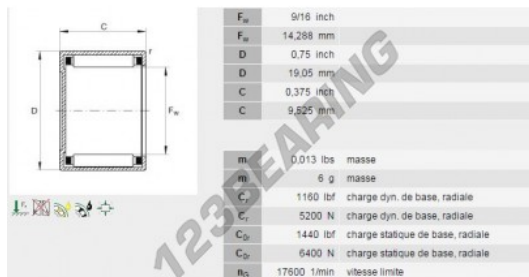 C
r
D
Fw
Fw 9/16 inch
Fw 14,288 mm
D 0,75 inch
D 19,05 mm
C 0,375 inch
C 9,525 mm
m 0,013 lbs masse
m 6 g masse
Cr 1160 lbf charge dyn. de base, radiale
Cr 5200 N charge dyn. de base, radiale
C0r 1440 lbf charge statique de base, radiale
C0r 6400 N charge statique de base, radiale
nG 17600 1/min vitesse limite
123BEARING